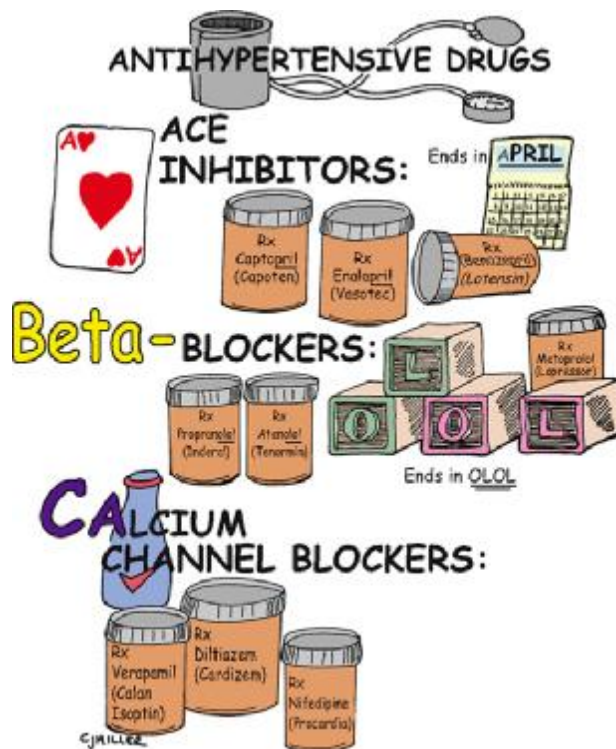 ANTIHYPERTENSIVE DRUGS
A
ACE
INHIBITORS:
A
Ends in APRIL
Rx
Captopril
(Capoten)
Rx
Enalapril
(Vasotec)
Rx
(Benazepril)
(Lotensin)
Beta-BLOCKERS:
Rx
Propranolol
(Inderal)
Rx
Atenolol
(Tenormin)
L
O O L
Rx
Metoprolol
(Lopressor)
Ends in OLOL
CALCIUM
CHANNEL BLOCKERS:
Rx
Verapamil
(Calan
Isoptin)
Rx
Diltiazem
(Cardizem)
Rx
Nifedipine
(Procardia)
CJMILLER